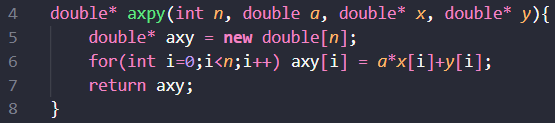 4 double* axpy(int n, double a, double* x, double* y){
5     double* axy = new double[n];
6     for(int i=0;i<n;i++) axy[i] = a*x[i]+y[i];
7     return axy;
8 }